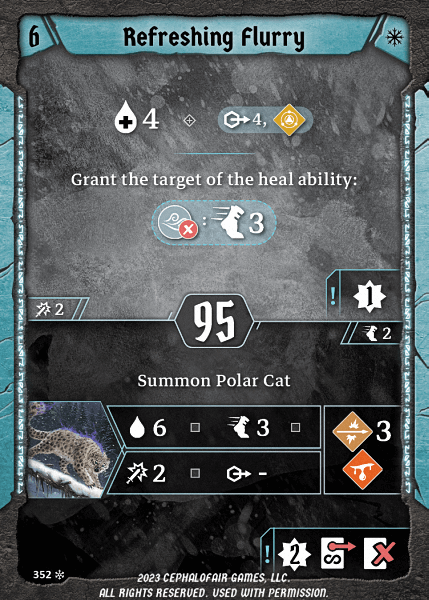 6 Refreshing Flurry
4 4,
Grant the target of the heal ability:
: 3
! 1
2 95 2
Summon Polar Cat
6 3 3
2 -
! 2
352
2023 CEPHALOFAIR GAMES, LLC.
ALL RIGHTS RESERVED. USED WITH PERMISSION.